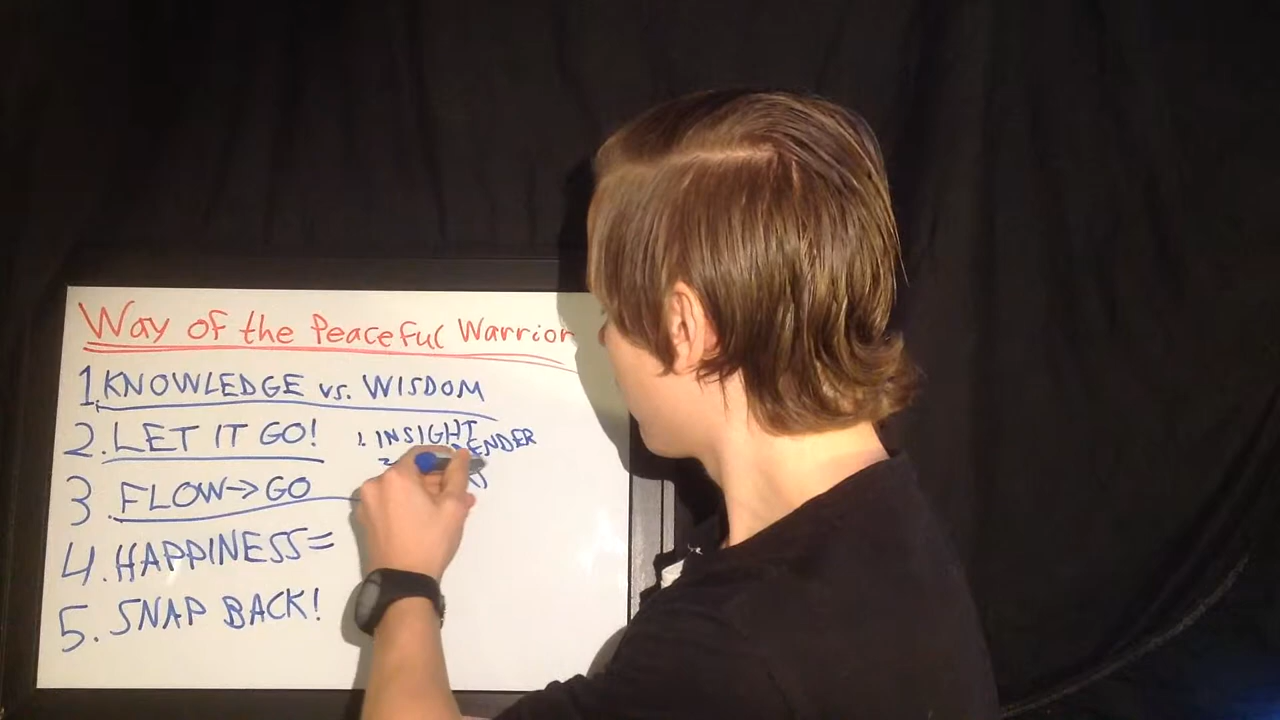 Way of the Peaceful Warrior
1. KNOWLEDGE vs. WISDOM
2. LET IT GO!
1. INSIGHT
3. FLOW→GO
4. HAPPINESS=
5. SNAP BACK!